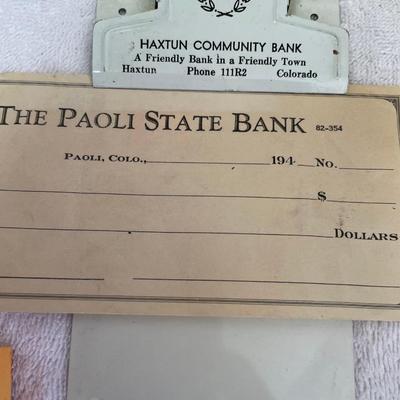 HAXTUN COMMUNITY BANK
A Friendly Bank in a Friendly Town
Haxtun Phone 111R2 Colorado
THE PAOLI STATE BANK 82-354
PAOLI, COLO., 194 NO.
$
DOLLARS